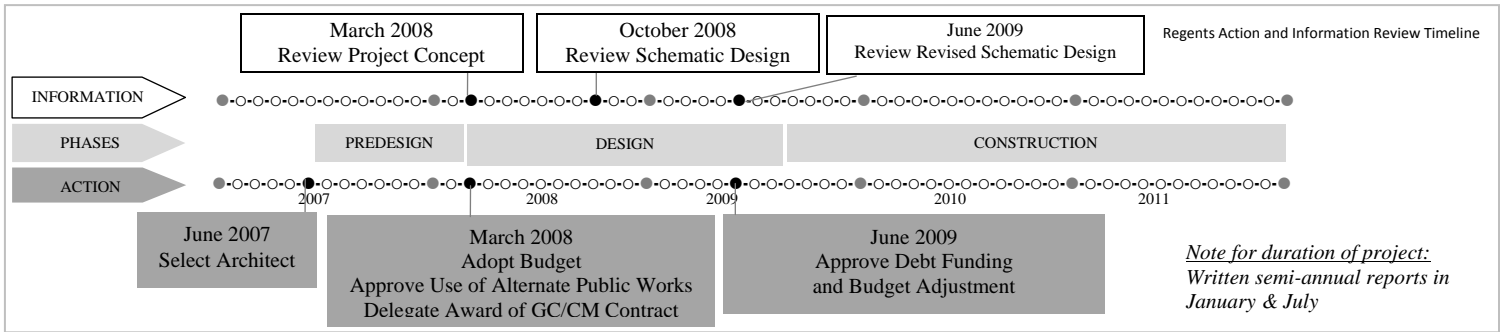 March 2008
Review Project Concept
October 2008
Review Schematic Design
June 2009
Review Revised Schematic Design
Regents Action and Information Review Timeline
INFORMATION
PHASES
PREDESIGN
DESIGN
CONSTRUCTION
ACTION
2007
2008
2009
2010
2011
June 2007
Select Architect
March 2008
Adopt Budget
Approve Use of Alternate Public Works
Delegate Award of GC/CM Contract
June 2009
Approve Debt Funding
and Budget Adjustment
Note for duration of project:
Written semi-annual reports in
January & July